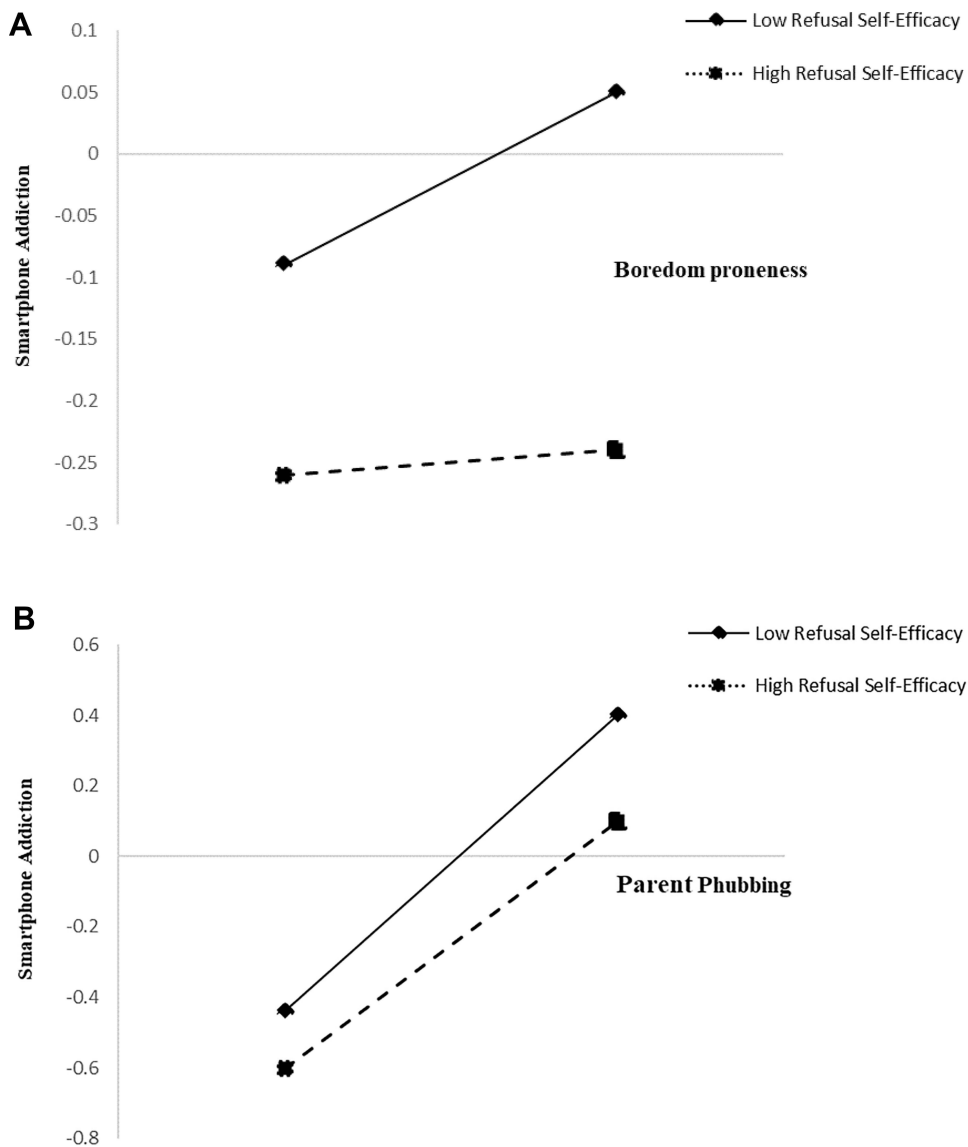 A
Low Refusal Self-Efficacy
High Refusal Self-Efficacy
0.1
0.05
0
-0.05
-0.1
-0.15
-0.2
-0.25
-0.3
Smartphone Addiction
Boredom proneness
B
Low Refusal Self-Efficacy
High Refusal Self-Efficacy
0.6
0.4
0.2
0
-0.2
-0.4
-0.6
-0.8
Smartphone Addiction
Parent Phubbing